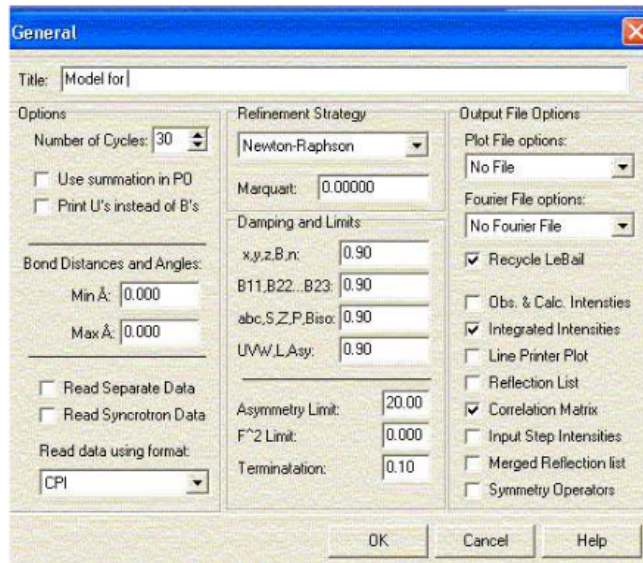 General
Title: Model for
Options
Number of Cycles: 30
Use summation in PO
Print U's instead of B's
Bond Distances and Angles:
Min Å: 0.000
Max Å: 0.000
Read Separate Data
Read Syncrotron Data
Read data using format:
CPI
Refinement Strategy
Newton-Raphson
Marquart: 0.00000
Damping and Limits
x,y,z,B,n: 0.90
B11,B22...B23: 0.90
abc,S,Z,P,Biso: 0.90
UVW,L,Asy: 0.90
Asymmetry Limit: 20.00
F^2 Limit: 0.000
Terminatation: 0.10
Output File Options
Plot File options:
No File
Fourier File options:
No Fourier File
Recycle LeBail
Obs. & Calc. Intensties
Integrated Intensities
Line Printer Plot
Reflection List
Correlation Matrix
Input Step Intensities
Merged Reflection list
Symmetry Operators
OK
Cancel
Help